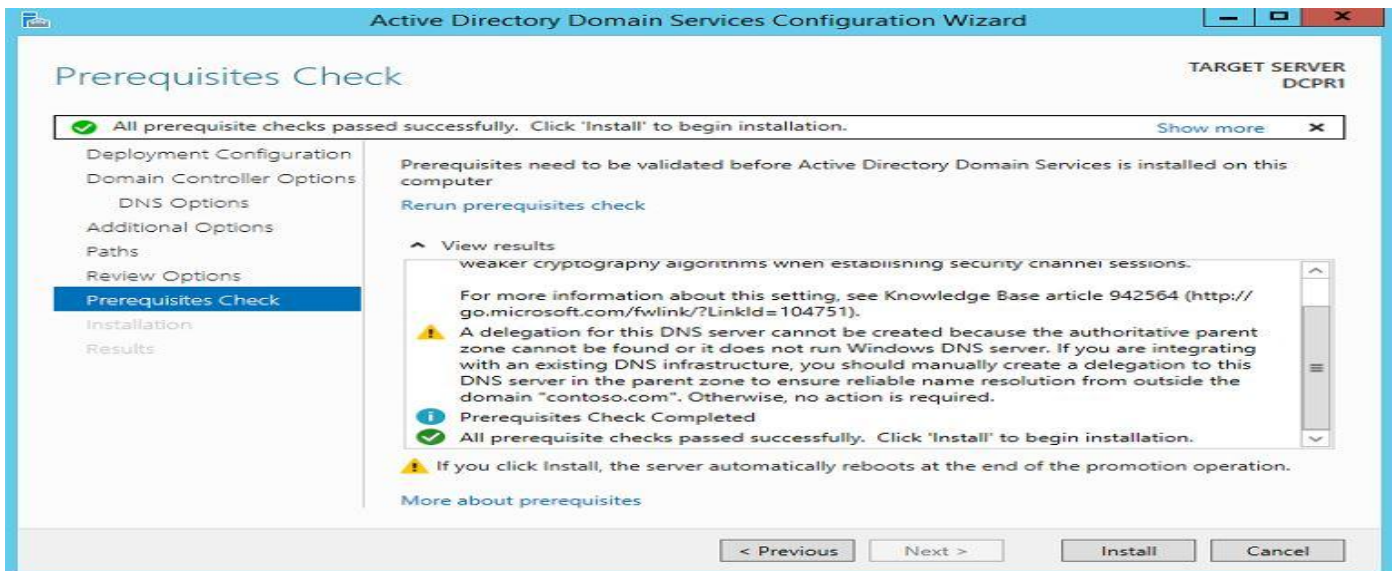 Active Directory Domain Services Configuration Wizard
Prerequisites Check
TARGET SERVER
DCPR1
All prerequisite checks passed successfully. Click 'Install' to begin installation.
Show more
Deployment Configuration
Domain Controller Options
DNS Options
Additional Options
Paths
Review Options
Prerequisites Check
Installation
Results
Prerequisites need to be validated before Active Directory Domain Services is installed on this
computer
Rerun prerequisites check
View results
weaker cryptography algorithms when establishing security channel sessions.
For more information about this setting, see Knowledge Base article 942564 (http://
go.microsoft.com/fwlink/?LinkId=104751).
A delegation for this DNS server cannot be created because the authoritative parent
zone cannot be found or it does not run Windows DNS server. If you are integrating
with an existing DNS infrastructure, you should manually create a delegation to this
DNS server in the parent zone to ensure reliable name resolution from outside the
domain "contoso.com". Otherwise, no action is required.
Prerequisites Check Completed
All prerequisite checks passed successfully. Click 'Install' to begin installation.
If you click Install, the server automatically reboots at the end of the promotion operation.
More about prerequisites
< Previous
Next >
Install
Cancel